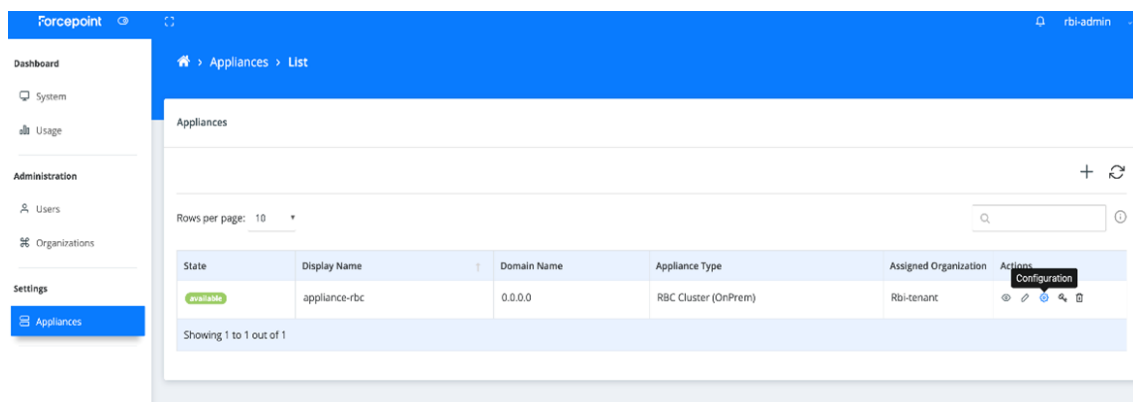 Forcepoint
rbi-admin
Dashboard
System
Usage
Administration
Users
Organizations
Settings
Appliances
Appliances > List
Appliances
Rows per page: 10
State Display Name Domain Name Appliance Type Assigned Organization Actions
Configuration
available appliance-rbc 0.0.0.0 RBC Cluster (OnPrem) Rbi-tenant
Showing 1 to 1 out of 1